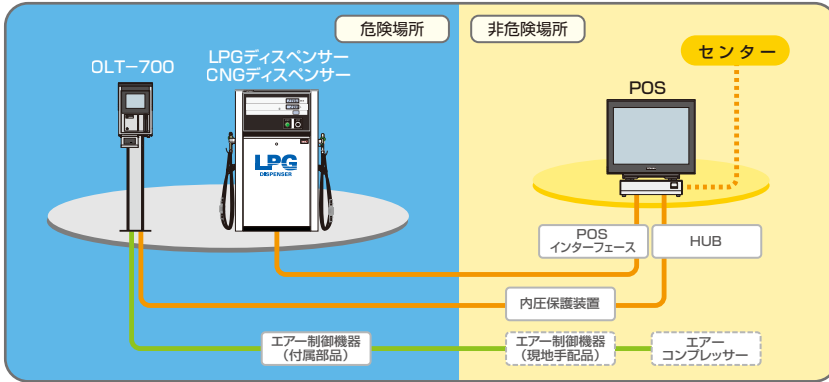 危険場所
非危険場所
OLT-700
LPGディスペンサー
CNGディスペンサー
センター
POS
LPG
DISPENSER
POS
インターフェース
HUB
内圧保護装置
エアー制御機器
(付属部品)
エアー制御機器
(現地手配品)
エアー
コンプレッサー